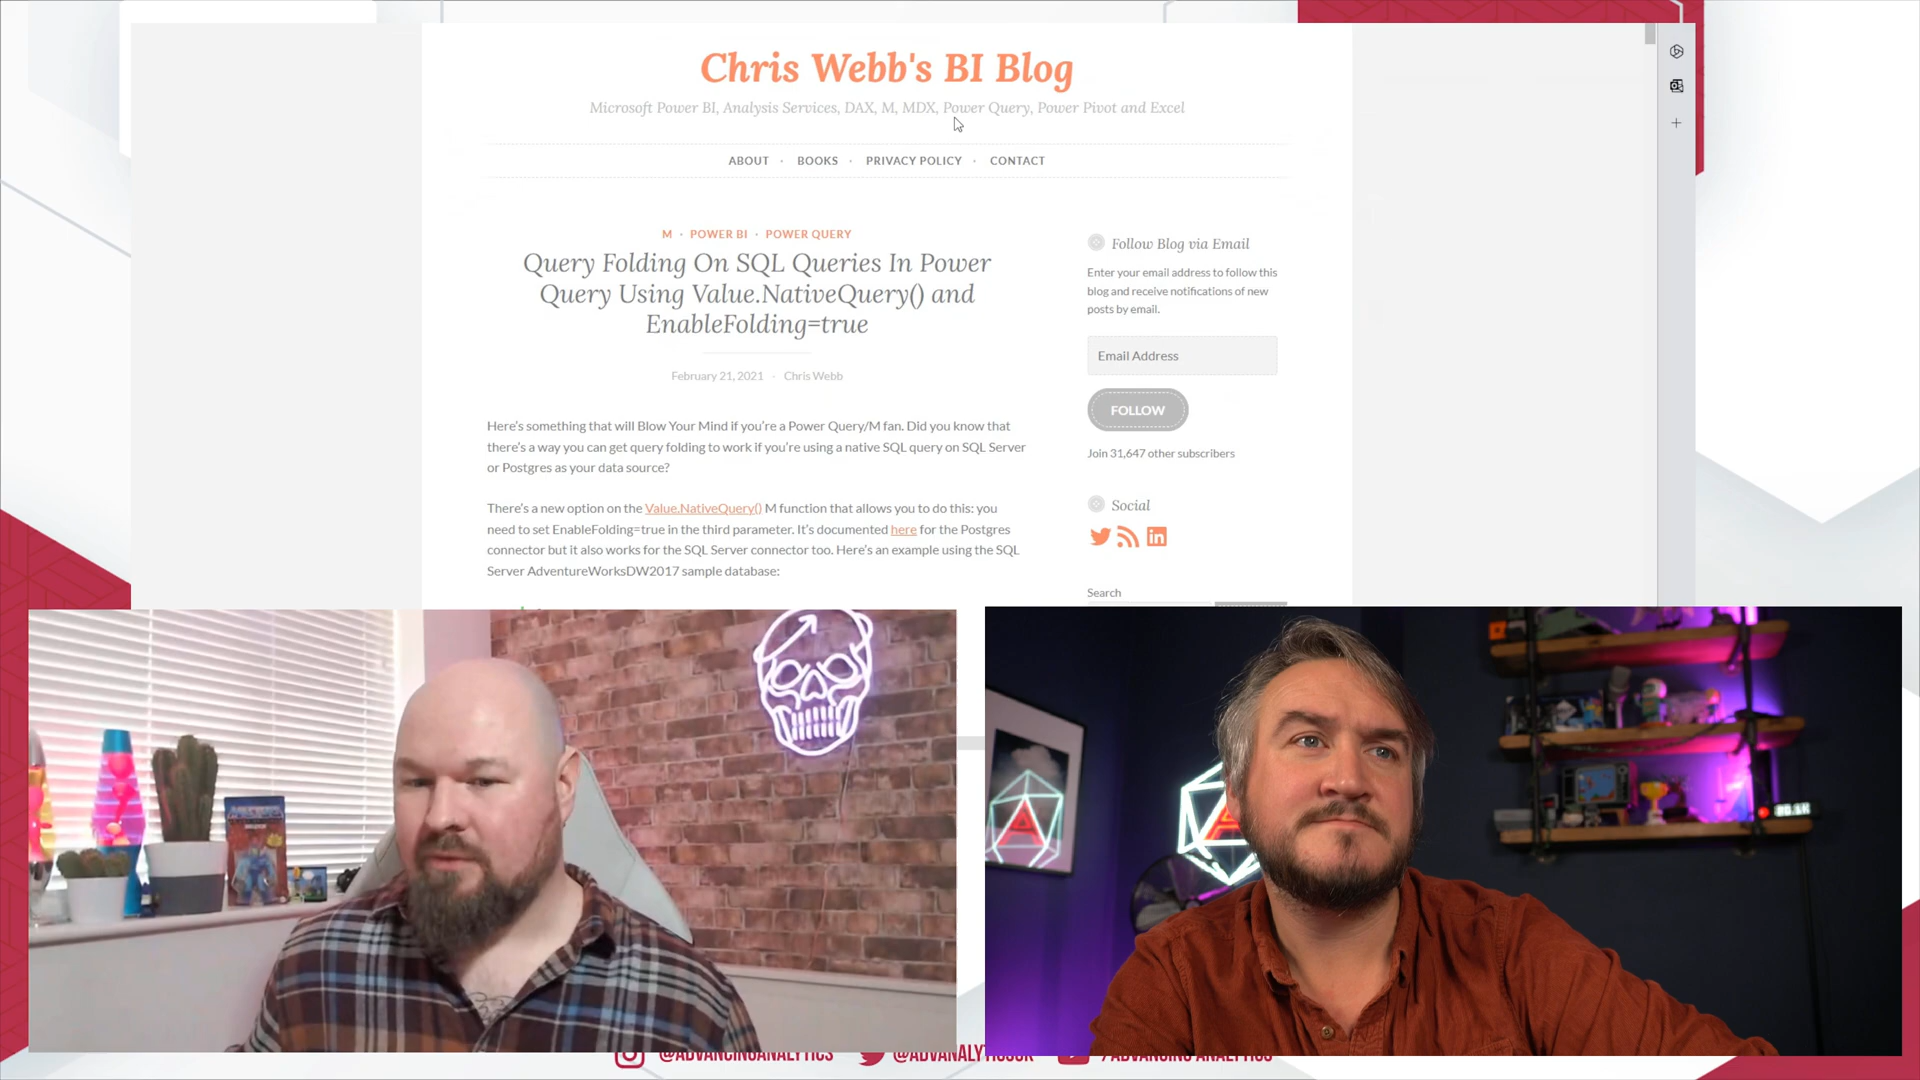 Chris Webb's BI Blog
Microsoft Power BI, Analysis Services, DAX, M, MDX, Power Query, Power Pivot and Excel
ABOUT · BOOKS · PRIVACY POLICY · CONTACT
M · POWER BI · POWER QUERY
Query Folding On SQL Queries In Power
Query Using Value.NativeQuery() and
EnableFolding=true
February 21, 2021 · Chris Webb
Here's something that will Blow Your Mind if you're a Power Query/M fan. Did you know that
there's a way you can get query folding to work if you're using a native SQL query on SQL Server
or Postgres as your data source?
There's a new option on the Value.NativeQuery() M function that allows you to do this: you
need to set EnableFolding=true in the third parameter. It's documented here for the Postgres
connector but it also works for the SQL Server connector too. Here's an example using the SQL
Server AdventureWorksDW2017 sample database:
Follow Blog via Email
Enter your email address to follow this
blog and receive notifications of new
posts by email.
Email Address
FOLLOW
Join 31,647 other subscribers
Social
Search
@ADVANCINGANALYTICS @ADVANALYTICSUK /ADVANCING ANALYTICS